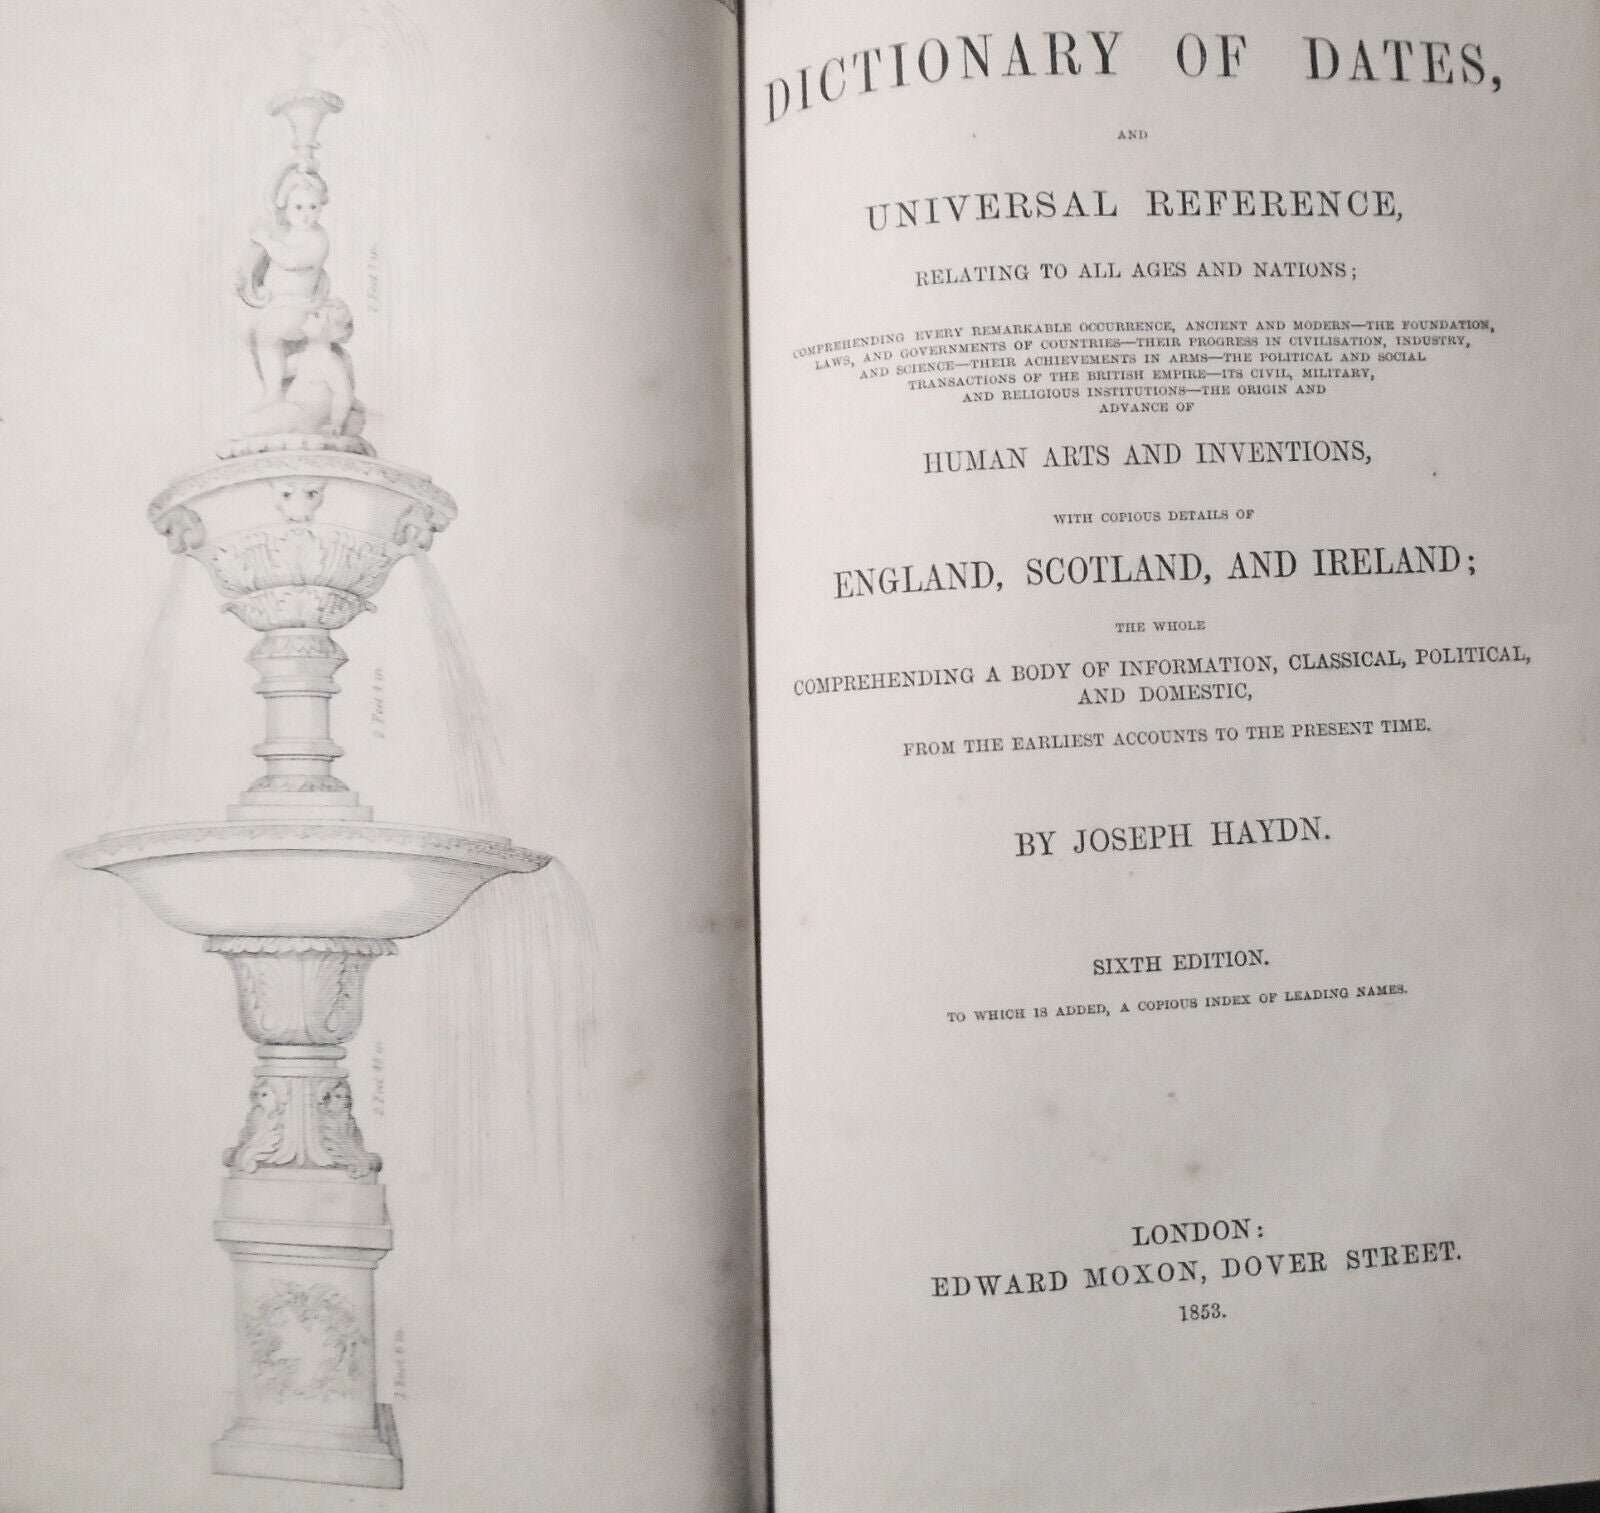 2 Feet 4 in.
DICTIONARY OF DATES,
AND
UNIVERSAL REFERENCE,
RELATING TO ALL AGES AND NATIONS;
COMPREHENDING EVERY REMARKABLE OCCURRENCE, ANCIENT AND MODERN—THE FOUNDATION,
LAWS, AND GOVERNMENTS OF COUNTRIES—THEIR PROGRESS IN CIVILISATION, INDUSTRY,
AND SCIENCE—THEIR ACHIEVEMENTS IN ARMS—THE POLITICAL AND SOCIAL
TRANSACTIONS OF THE BRITISH EMPIRE—ITS CIVIL, MILITARY,
AND RELIGIOUS INSTITUTIONS—THE ORIGIN AND
ADVANCE OF
HUMAN ARTS AND INVENTIONS,
WITH COPIOUS DETAILS OF
ENGLAND, SCOTLAND, AND IRELAND;
THE WHOLE
COMPREHENDING A BODY OF INFORMATION, CLASSICAL, POLITICAL,
AND DOMESTIC,
FROM THE EARLIEST ACCOUNTS TO THE PRESENT TIME.
BY JOSEPH HAYDN.
SIXTH EDITION.
TO WHICH IS ADDED, A COPIOUS INDEX OF LEADING NAMES.
LONDON:
EDWARD MOXON, DOVER STREET.
1853.